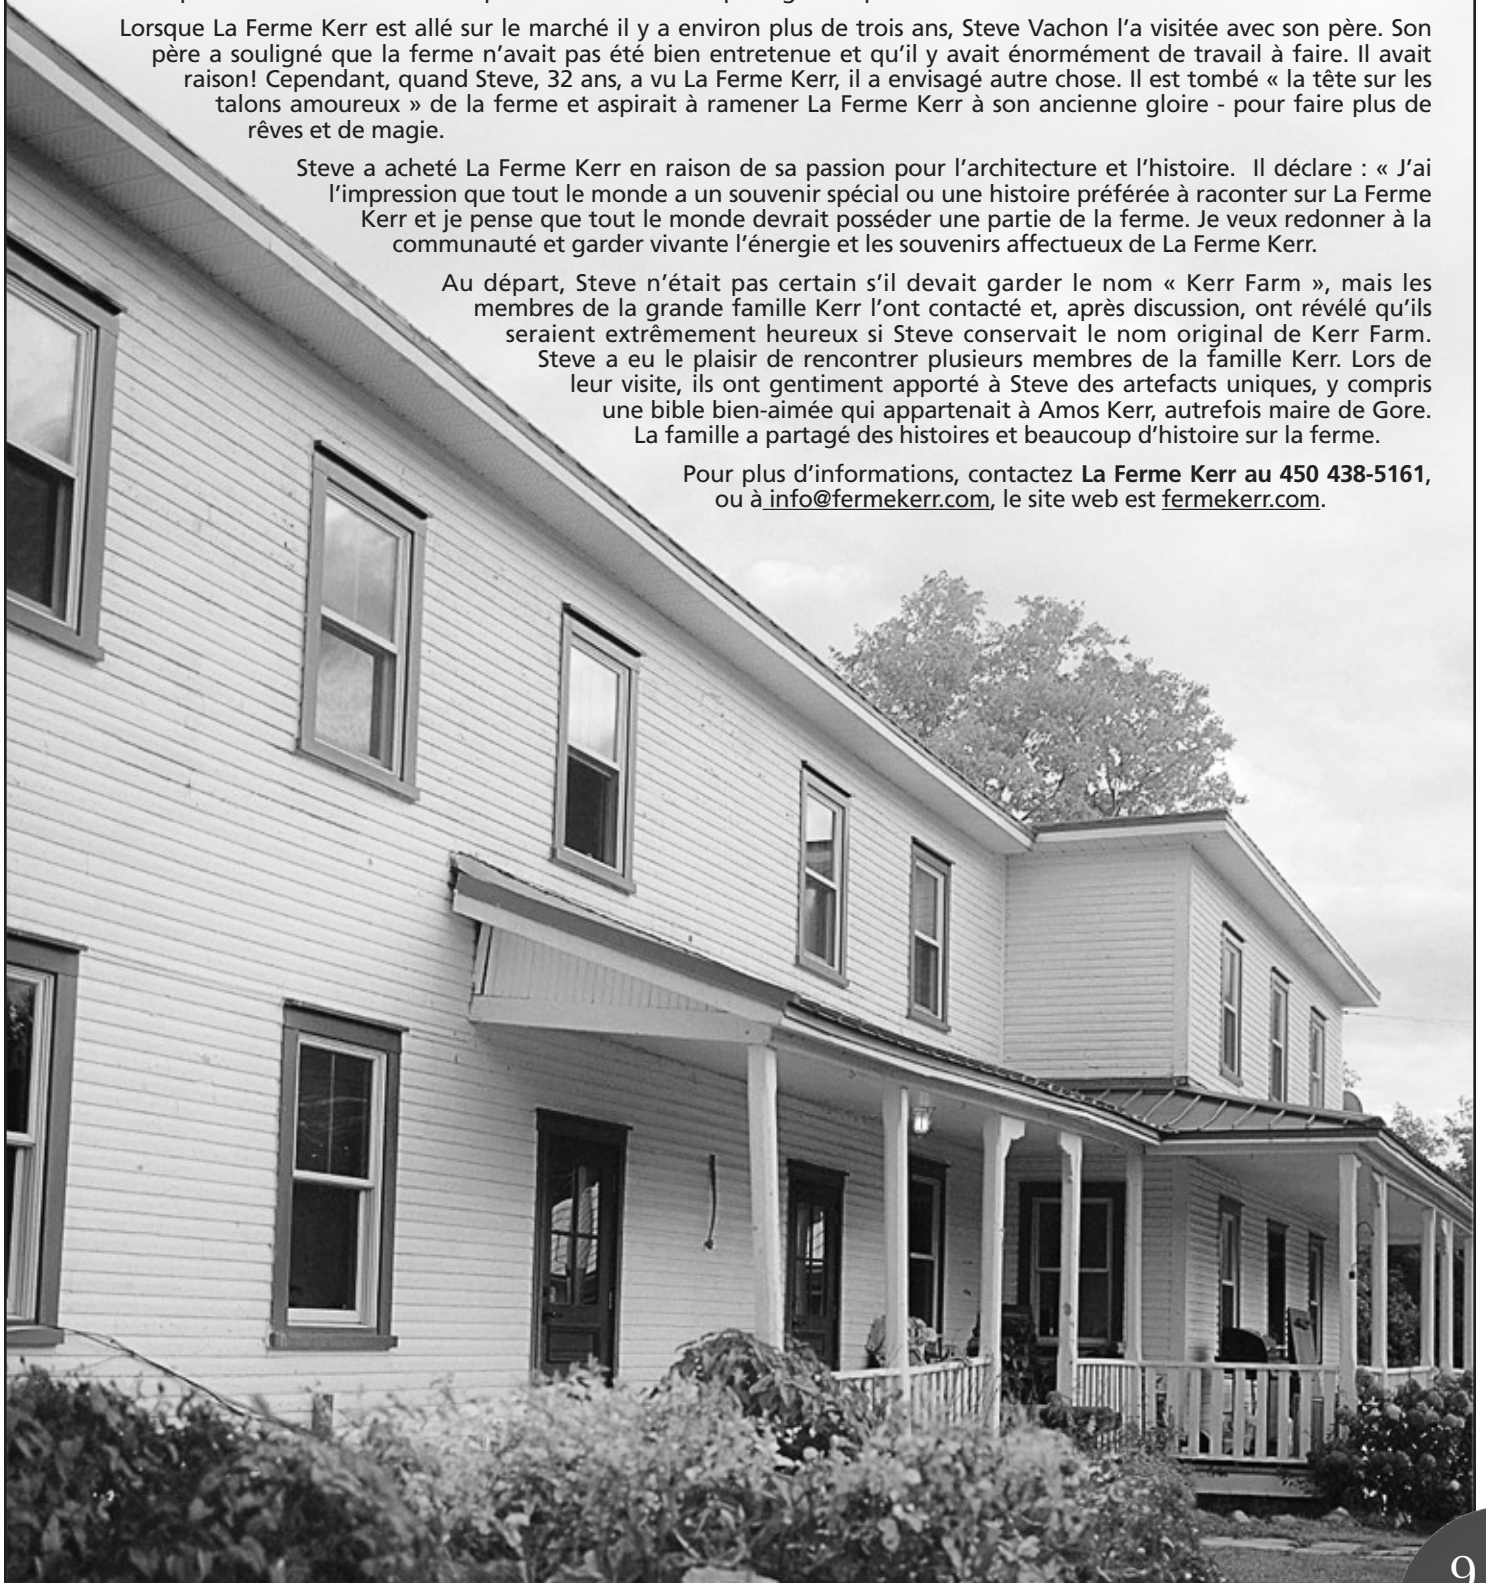 Lorsque La Ferme Kerr est allé sur le marché il y a environ plus de trois ans, Steve Vachon l'a visitée avec son père. Son
père a souligné que la ferme n'avait pas été bien entretenue et qu'il y avait énormément de travail à faire. Il avait
raison! Cependant, quand Steve, 32 ans, a vu La Ferme Kerr, il a envisagé autre chose. Il est tombé « la tête sur les
talons amoureux » de la ferme et aspirait à ramener La Ferme Kerr à son ancienne gloire - pour faire plus de
rêves et de magie.
Steve a acheté La Ferme Kerr en raison de sa passion pour l'architecture et l'histoire. Il déclare : « J'ai
l'impression que tout le monde a un souvenir spécial ou une histoire préférée à raconter sur La Ferme
Kerr et je pense que tout le monde devrait posséder une partie de la ferme. Je veux redonner à la
communauté et garder vivante l'énergie et les souvenirs affectueux de La Ferme Kerr.
Au départ, Steve n'était pas certain s'il devait garder le nom « Kerr Farm », mais les
membres de la grande famille Kerr l'ont contacté et, après discussion, ont révélé qu'ils
seraient extrêmement heureux si Steve conservait le nom original de Kerr Farm.
Steve a eu le plaisir de rencontrer plusieurs membres de la famille Kerr. Lors de
leur visite, ils ont gentiment apporté à Steve des artefacts uniques, y compris
une bible bien-aimée qui appartenait à Amos Kerr, autrefois maire de Gore.
La famille a partagé des histoires et beaucoup d'histoire sur la ferme.
Pour plus d'informations, contactez La Ferme Kerr au 450 438-5161,
ou à info@fermekerr.com, le site web est fermekerr.com.
9